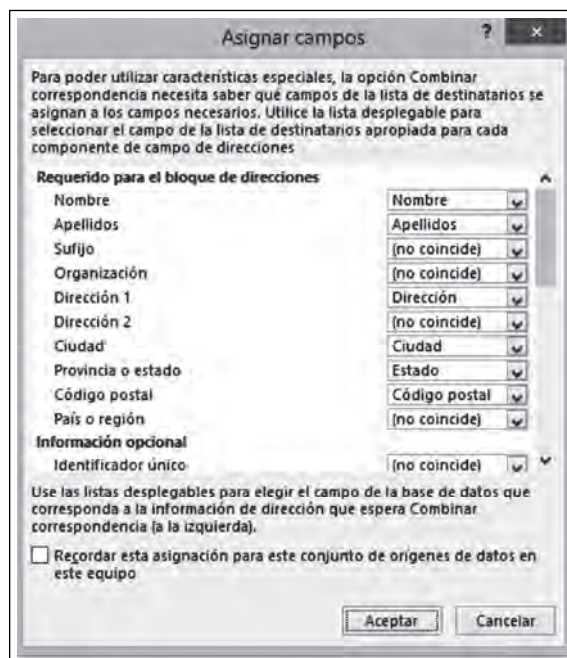 Asignar campos ? ×
Para poder utilizar características especiales, la opción Combinar
correspondencia necesita saber qué campos de la lista de destinatarios se
asignan a los campos necesarios. Utilice la lista desplegable para
seleccionar el campo de la lista de destinatarios apropiada para cada
componente de campo de direcciones
Requerido para el bloque de direcciones
Nombre Nombre
Apellidos Apellidos
Sufijo (no coincide)
Organización (no coincide)
Dirección 1 Dirección
Dirección 2 (no coincide)
Ciudad Ciudad
Provincia o estado Estado
Código postal Código postal
País o región (no coincide)
Información opcional
Identificador único (no coincide)
Use las listas desplegables para elegir el campo de la base de datos que
corresponda a la información de dirección que espera Combinar
correspondencia (a la izquierda).
Recordar esta asignación para este conjunto de orígenes de datos en
este equipo
Aceptar Cancelar